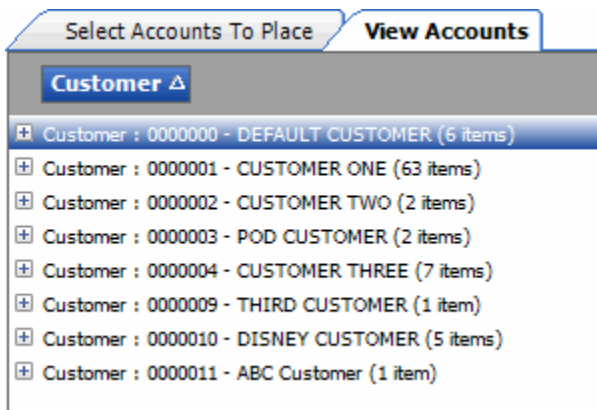 Select Accounts To Place View Accounts
Customer
Customer : 0000000 - DEFAULT CUSTOMER (6 items)
Customer : 0000001 - CUSTOMER ONE (63 items)
Customer : 0000002 - CUSTOMER TWO (2 items)
Customer : 0000003 - POD CUSTOMER (2 items)
Customer : 0000004 - CUSTOMER THREE (7 items)
Customer : 0000009 - THIRD CUSTOMER (1 item)
Customer : 0000010 - DISNEY CUSTOMER (5 items)
Customer : 0000011 - ABC Customer (1 item)